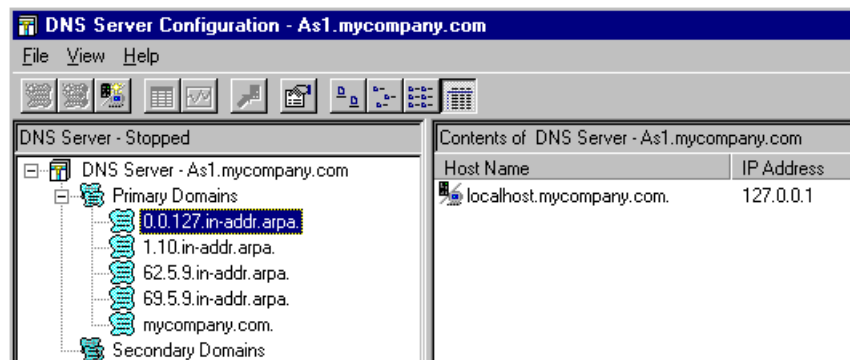 DNS Server Configuration - As1.mycompany.com
File View Help
DNS Server - Stopped
DNS Server - As1.mycompany.com
Primary Domains
0.0.127.in-addr.arpa.
1.10.in-addr.arpa.
62.5.9.in-addr.arpa.
69.5.9.in-addr.arpa.
mycompany.com.
Secondary Domains
Contents of DNS Server - As1.mycompany.com
Host Name IP Address
localhost.mycompany.com. 127.0.0.1